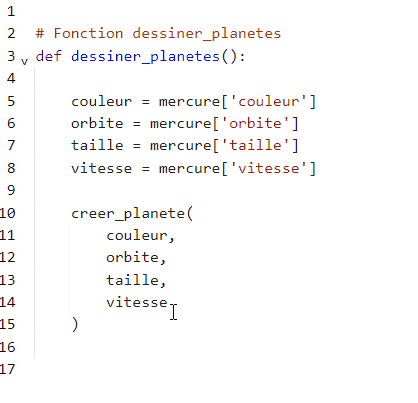 1
2 # Fonction dessiner_planetes
3 def dessiner_planetes():
4
5 couleur = mercure['couleur']
6 orbite = mercure['orbite']
7 taille = mercure['taille']
8 vitesse = mercure['vitesse']
9
10 creer_planete(
11 couleur,
12 orbite,
13 taille,
14 vitesse
15 )
16
17